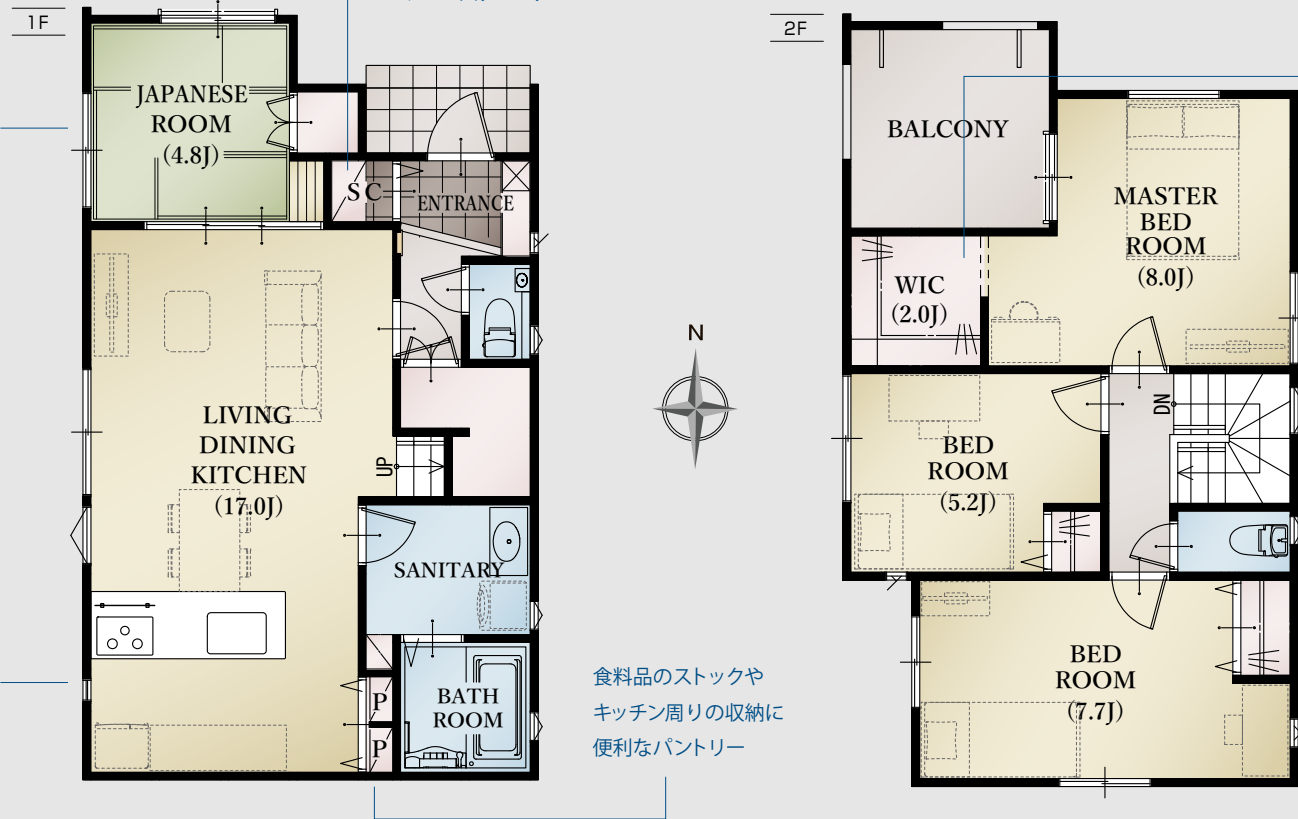 1F
JAPANESE
ROOM
(4.8J)
SC
ENTRANCE
LIVING
DINING
KITCHEN
(17.0J)
UP
SANITARY
BATH
ROOM
P
P
N
食料品のストックや
キッチン周りの収納に
便利なパントリー
2F
BALCONY
MASTER
BED
ROOM
(8.0J)
WIC
(2.0J)
DN
BED
ROOM
(5.2J)
BED
ROOM
(7.7J)